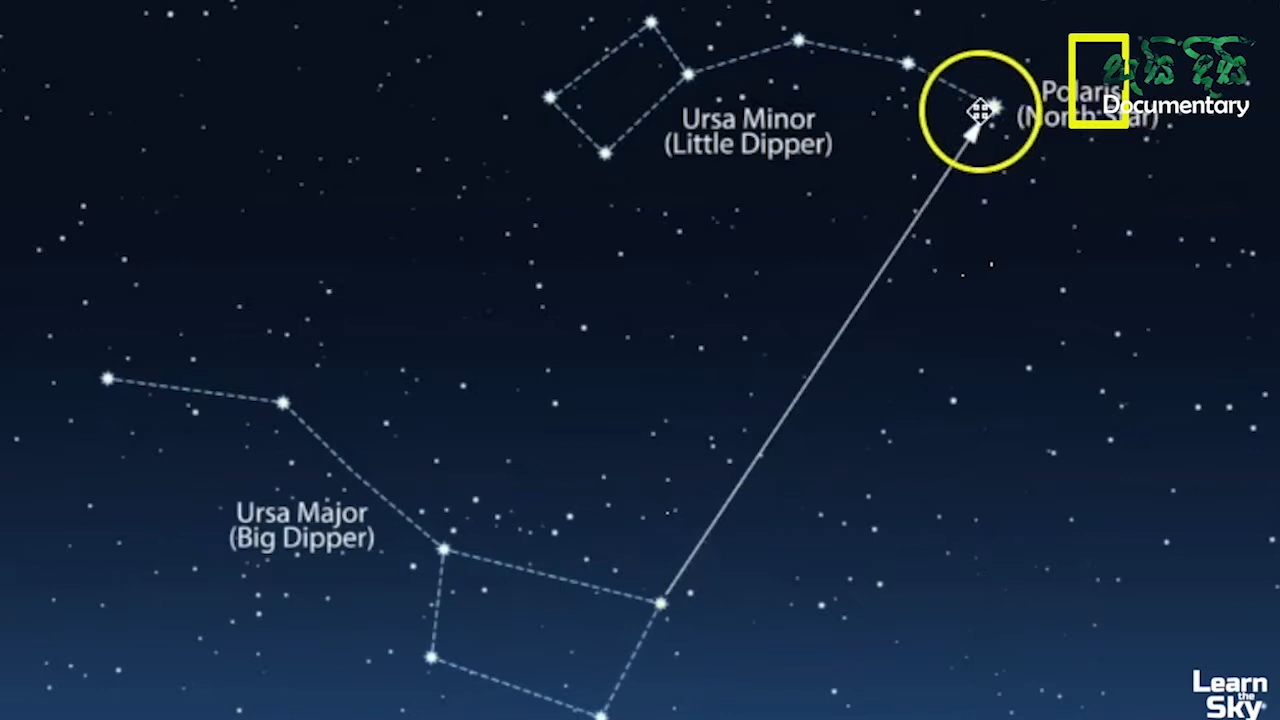 Ursa Minor
(Little Dipper)
Polaris
(North Star)
Documentary
Ursa Major
(Big Dipper)
Learn
the
Sky